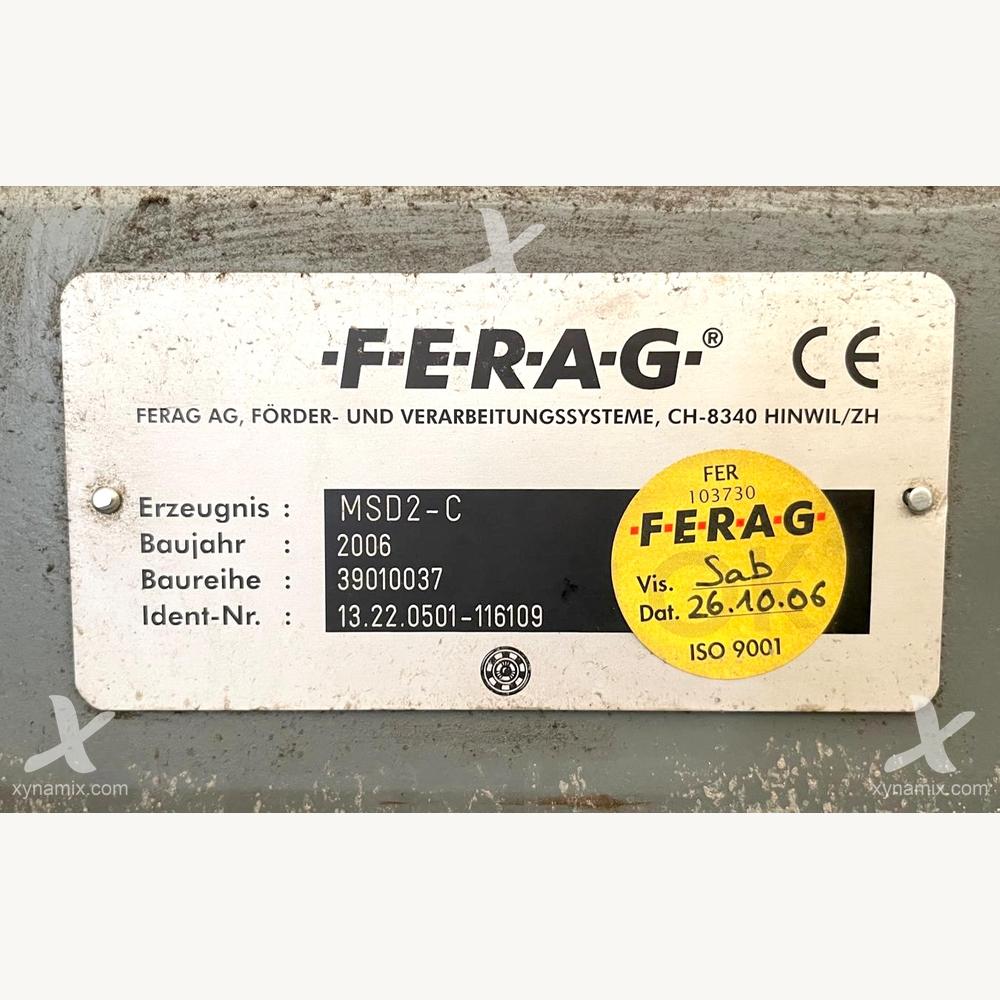 ·F·E·R·A·G·® CE
FERAG AG, FÖRDER- UND VERARBEITUNGSSYSTEME, CH-8340 HINWIL/ZH
Erzeugnis : MSD2-C
Baujahr : 2006
Baureihe : 39010037
Ident-Nr. : 13.22.0501-116109
FER
103730
·F·E·R·A·G·
OK
Vis. Sab
Dat. 26.10.06
ISO 9001
X
X
xynamix.com
X
xynamix.com